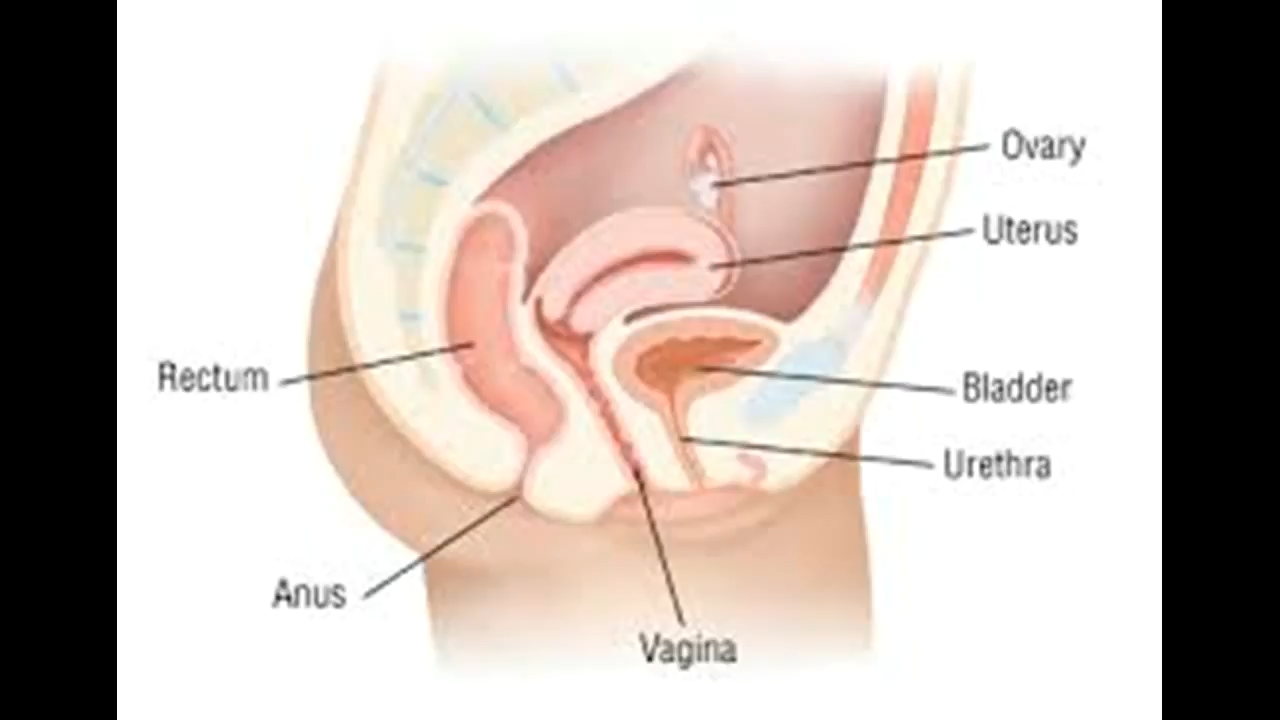 Ovary
Uterus
Rectum
Bladder
Urethra
Anus
Vagina